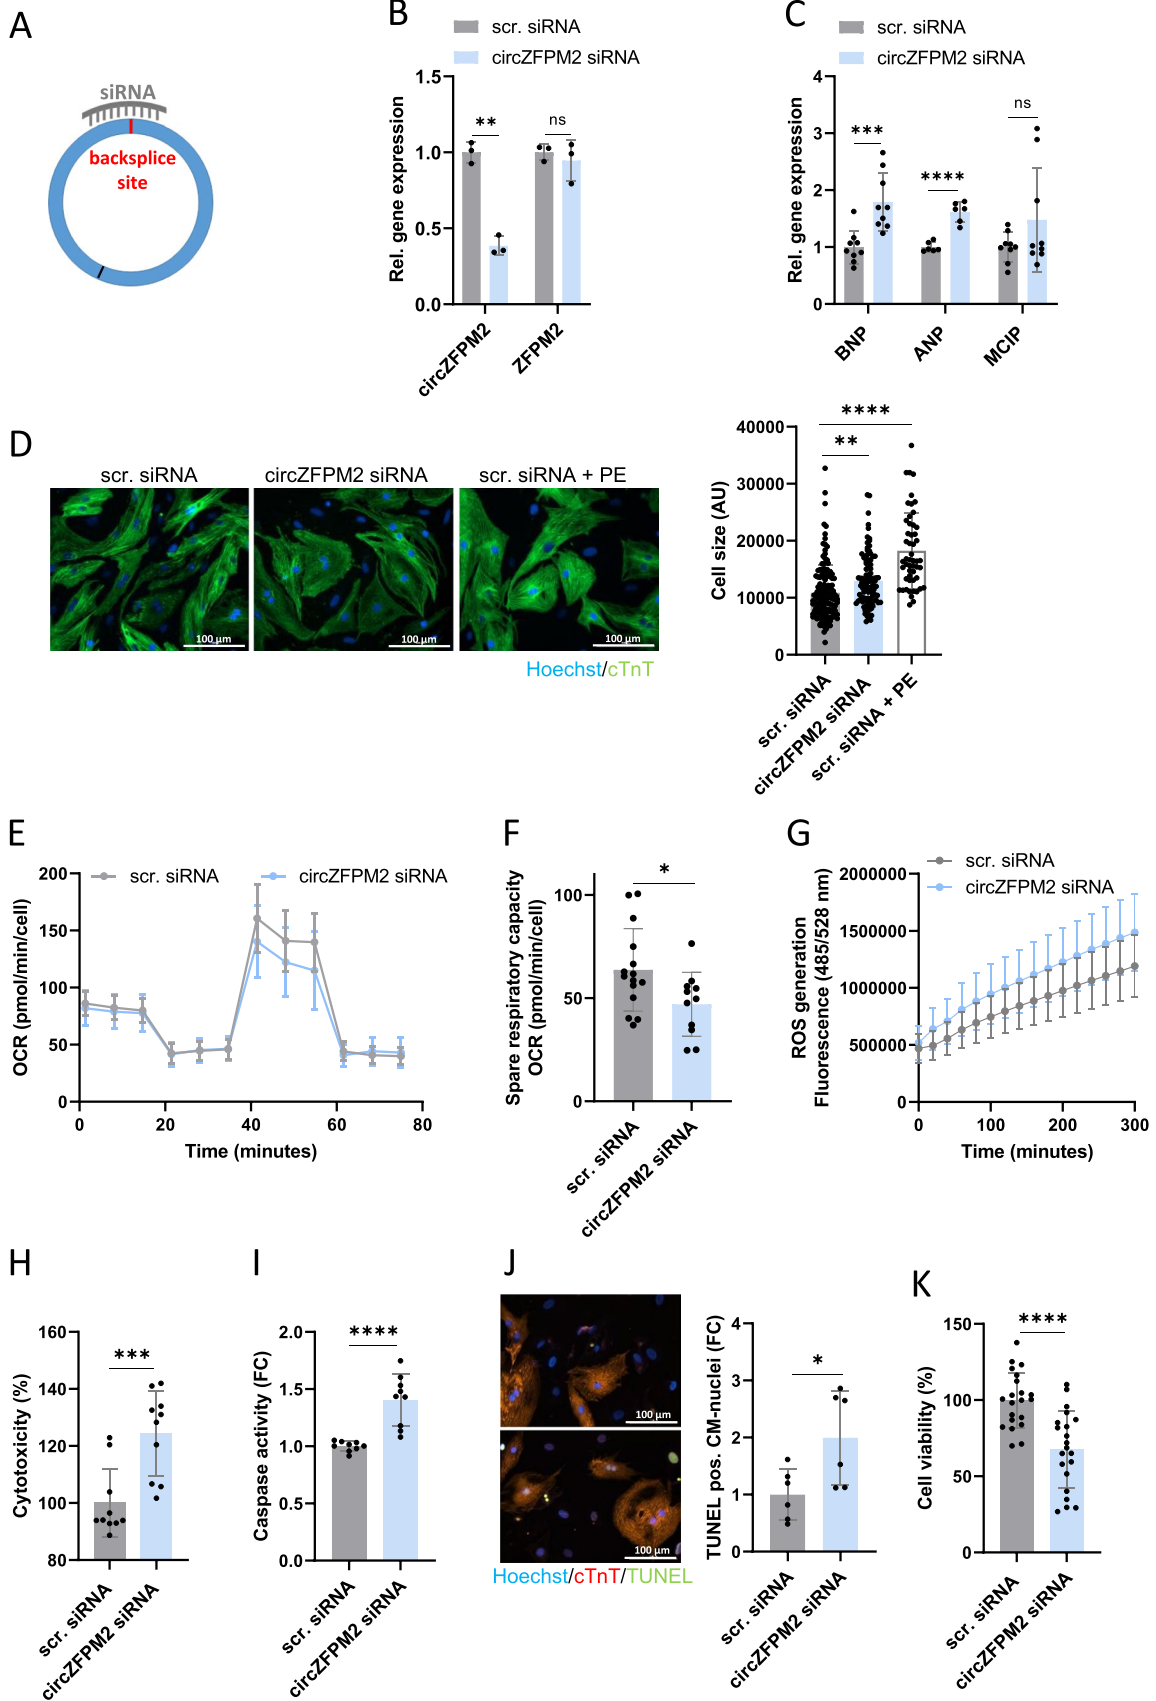 A
siRNA
backsplice
site
B
scr. siRNA
circZFPM2 siRNA
Rel. gene expression
1.5
1.0
0.5
0.0
**
ns
circZFPM2
ZFPM2
C
scr. siRNA
circZFPM2 siRNA
Rel. gene expression
4
3
2
1
0
***
****
ns
BNP
ANP
MCIP
D
scr. siRNA
circZFPM2 siRNA
scr. siRNA + PE
100 µm
100 µm
100 µm
Hoechst/cTnT
Cell size (AU)
40000
30000
20000
10000
0
****
**
scr. siRNA
circZFPM2 siRNA
scr. siRNA + PE
E
OCR (pmol/min/cell)
200
150
100
50
0
scr. siRNA
circZFPM2 siRNA
0
20
40
60
80
Time (minutes)
F
Spare respiratory capacity
OCR (pmol/min/cell)
100
50
0
*
scr. siRNA
circZFPM2 siRNA
G
scr. siRNA
circZFPM2 siRNA
ROS generation
Fluorescence (485/528 nm)
2000000
1500000
1000000
500000
0
0
100
200
300
Time (minutes)
H
Cytotoxicity (%)
160
140
120
100
80
***
scr. siRNA
circZFPM2 siRNA
I
Caspase activity (FC)
2.0
1.5
1.0
0.5
0.0
****
scr. siRNA
circZFPM2 siRNA
J
100 µm
100 µm
Hoechst/cTnT/TUNEL
TUNEL pos. CM-nuclei (FC)
4
3
2
1
0
*
scr. siRNA
circZFPM2 siRNA
K
Cell viability (%)
150
100
50
0
****
scr. siRNA
circZFPM2 siRNA